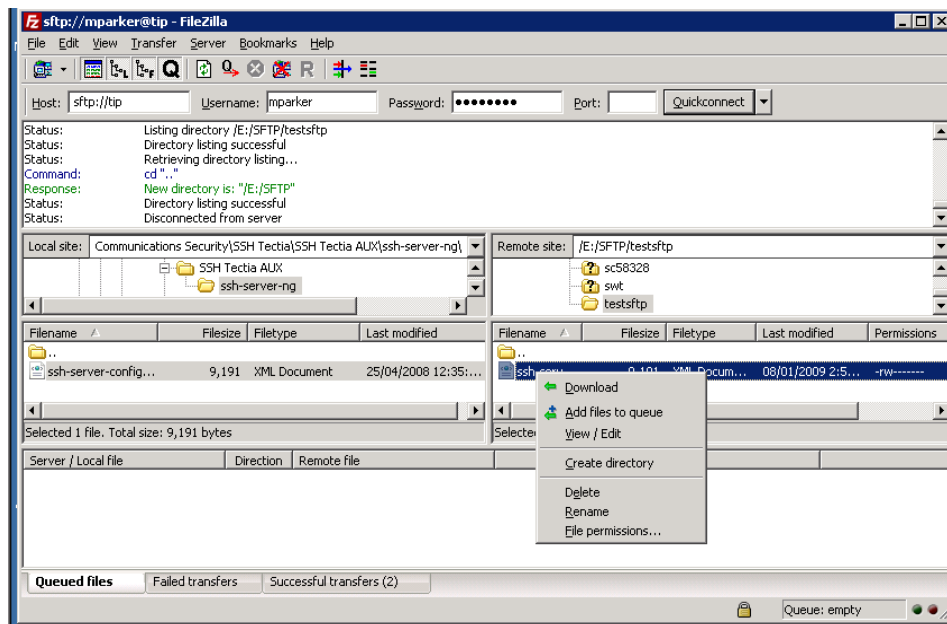 sftp://mparker@tip - FileZilla
File Edit View Transfer Server Bookmarks Help
Host: sftp://tip Username: mparker Password: ●●●●●●●● Port: Quickconnect
Status: Listing directory /E:/SFTP/testsftp
Status: Directory listing successful
Status: Retrieving directory listing...
Command: cd ".."
Response: New directory is: "/E:/SFTP"
Status: Directory listing successful
Status: Disconnected from server
Local site: Communications Security\SSH Tectia\SSH Tectia AUX\ssh-server-ng\
SSH Tectia AUX
ssh-server-ng
Remote site: /E:/SFTP/testsftp
sc58328
swt
testsftp
Filename Filesize Filetype Last modified
..
ssh-server-config... 9,191 XML Document 25/04/2008 12:35:...
Selected 1 file. Total size: 9,191 bytes
Filename Filesize Filetype Last modified Permissions
..
ssh-serv 9,191 XML Docum... 08/01/2009 2:5... -rw-------
Selected
Download
Add files to queue
View / Edit
Create directory
Delete
Rename
File permissions...
Server / Local file Direction Remote file
Queued files Failed transfers Successful transfers (2)
Queue: empty